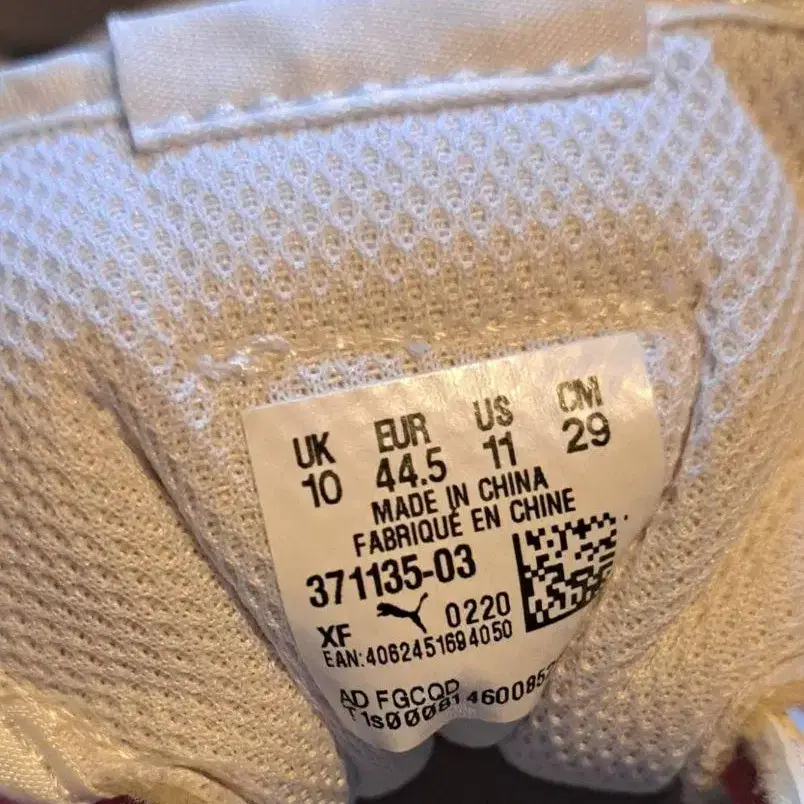 UK EUR US CM
10 44.5 11 29
MADE IN CHINA
FABRIQUÉ EN CHINE
371135-03
XF 0220
EAN:4062451694050
AD FGCQD